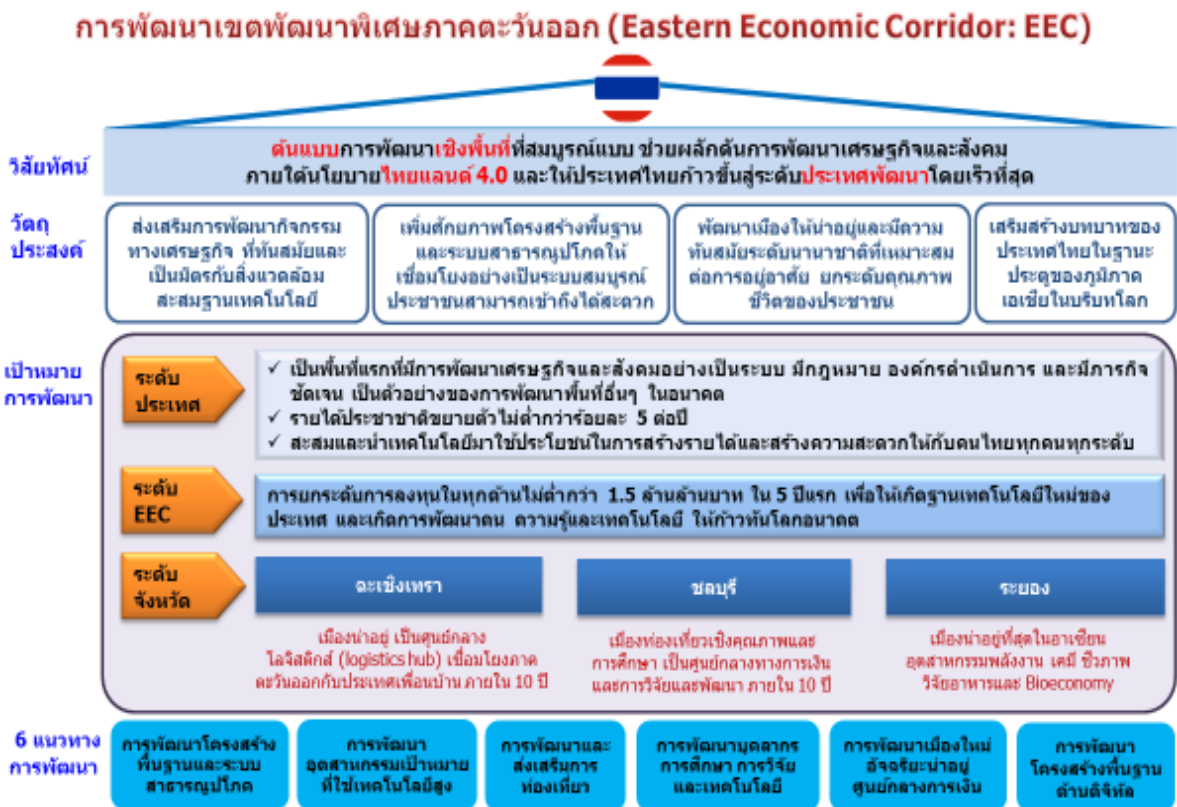 การพัฒนาเขตพัฒนาพิเศษภาคตะวันออก (Eastern Economic Corridor: EEC)
วิสัยทัศน์
ต้นแบบการพัฒนาเชิงพื้นที่ที่สมบูรณ์แบบ ช่วยผลักดันการพัฒนาเศรษฐกิจและสังคม
ภายใต้นโยบายไทยแลนด์ 4.0 และให้ประเทศไทยก้าวขึ้นสู่ระดับประเทศพัฒนาโดยเร็วที่สุด
วัตถุ
ประสงค์
ส่งเสริมการพัฒนากิจกรรม
ทางเศรษฐกิจ ที่ทันสมัยและ
เป็นมิตรกับสิ่งแวดล้อม
สะสมฐานเทคโนโลยี
เพิ่มศักยภาพโครงสร้างพื้นฐาน
และระบบสาธารณูปโภคให้
เชื่อมโยงอย่างเป็นระบบสมบูรณ์
ประชาชนสามารถเข้าถึงได้สะดวก
พัฒนาเมืองให้น่าอยู่และมีความ
ทันสมัยระดับนานาชาติที่เหมาะสม
ต่อการอยู่อาศัย ยกระดับคุณภาพ
ชีวิตของประชาชน
เสริมสร้างบทบาทของ
ประเทศไทยในฐานะ
ประตูของภูมิภาค
เอเชียในบริบทโลก
เป้าหมาย
การพัฒนา
ระดับ
ประเทศ
✓ เป็นพื้นที่แรกที่มีการพัฒนาเศรษฐกิจและสังคมอย่างเป็นระบบ มีกฎหมาย องค์กรดำเนินการ และมีภารกิจ
ชัดเจน เป็นตัวอย่างของการพัฒนาพื้นที่อื่นๆ ในอนาคต
✓ รายได้ประชาชาติขยายตัวไม่ต่ำกว่าร้อยละ 5 ต่อปี
✓ สะสมและนำเทคโนโลยีมาใช้ประโยชน์ในการสร้างรายได้และสร้างความสะดวกให้กับคนไทยทุกคนทุกระดับ
ระดับ
EEC
การยกระดับการลงทุนในทุกด้านไม่ต่ำกว่า 1.5 ล้านล้านบาท ใน 5 ปีแรก เพื่อให้เกิดฐานเทคโนโลยีใหม่ของ
ประเทศ และเกิดการพัฒนาคน ความรู้และเทคโนโลยี ให้ก้าวทันโลกอนาคต
ระดับ
จังหวัด
ฉะเชิงเทรา
เมืองน่าอยู่ เป็นศูนย์กลาง
โลจิสติกส์ (logistics hub) เชื่อมโยงภาค
ตะวันออกกับประเทศเพื่อนบ้าน ภายใน 10 ปี
ชลบุรี
เมืองท่องเที่ยวเชิงคุณภาพและ
การศึกษา เป็นศูนย์กลางทางการเงิน
และการวิจัยและพัฒนา ภายใน 10 ปี
ระยอง
เมืองน่าอยู่ที่สุดในอาเซียน
อุตสาหกรรมพลังงาน เคมี ชีวภาพ
วิจัยอาหารและ Bioeconomy
6 แนวทาง
การพัฒนา
การพัฒนาโครงสร้าง
พื้นฐานและระบบ
สาธารณูปโภค
การพัฒนา
อุตสาหกรรมเป้าหมาย
ที่ใช้เทคโนโลยีสูง
การพัฒนาและ
ส่งเสริมการ
ท่องเที่ยว
การพัฒนาบุคลากร
การศึกษา การวิจัย
และเทคโนโลยี
การพัฒนาเมืองใหม่
อัจฉริยะน่าอยู่
ศูนย์กลางการเงิน
การพัฒนา
โครงสร้างพื้นฐาน
ด้านดิจิทัล